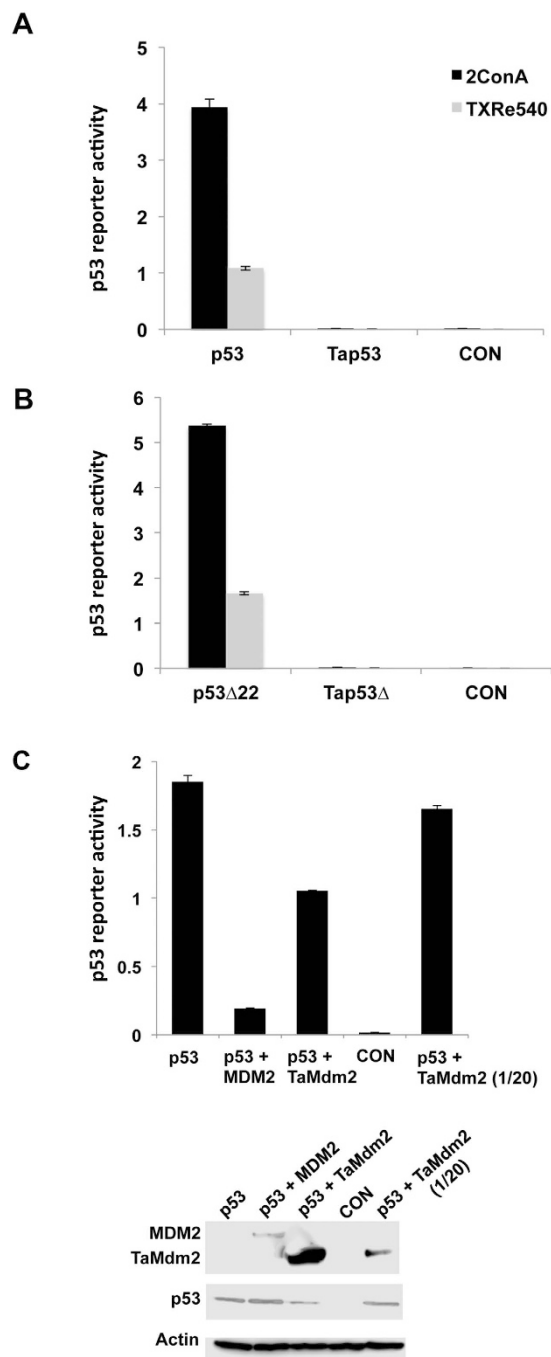 A
p53 reporter activity
5
4
3
2
1
0
2ConA
TXRe540
p53 Tap53 CON
B
p53 reporter activity
6
5
4
3
2
1
0
p53Δ22 Tap53Δ CON
C
p53 reporter activity
2
1.5
1
0.5
0
p53
p53 +
MDM2
p53 +
TaMdm2
CON
p53 +
TaMdm2 (1/20)
p53
p53 + MDM2
p53 + TaMdm2
CON
p53 + TaMdm2
(1/20)
MDM2
TaMdm2
p53
Actin